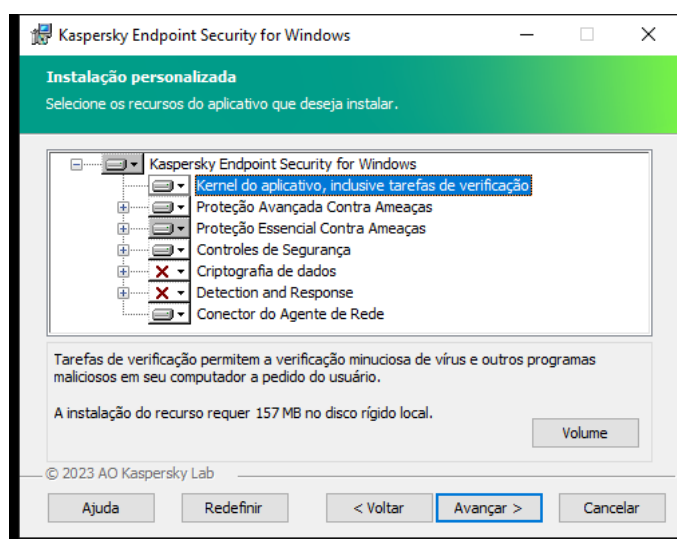 Kaspersky Endpoint Security for Windows
Instalação personalizada
Selecione os recursos do aplicativo que deseja instalar.
Kaspersky Endpoint Security for Windows
Kernel do aplicativo, inclusive tarefas de verificação
Proteção Avançada Contra Ameaças
Proteção Essencial Contra Ameaças
Controles de Segurança
Criptografia de dados
Detection and Response
Conector do Agente de Rede
Tarefas de verificação permitem a verificação minuciosa de vírus e outros programas
maliciosos em seu computador a pedido do usuário.
A instalação do recurso requer 157 MB no disco rígido local.
Volume
© 2023 AO Kaspersky Lab
Ajuda Redefinir < Voltar Avançar > Cancelar